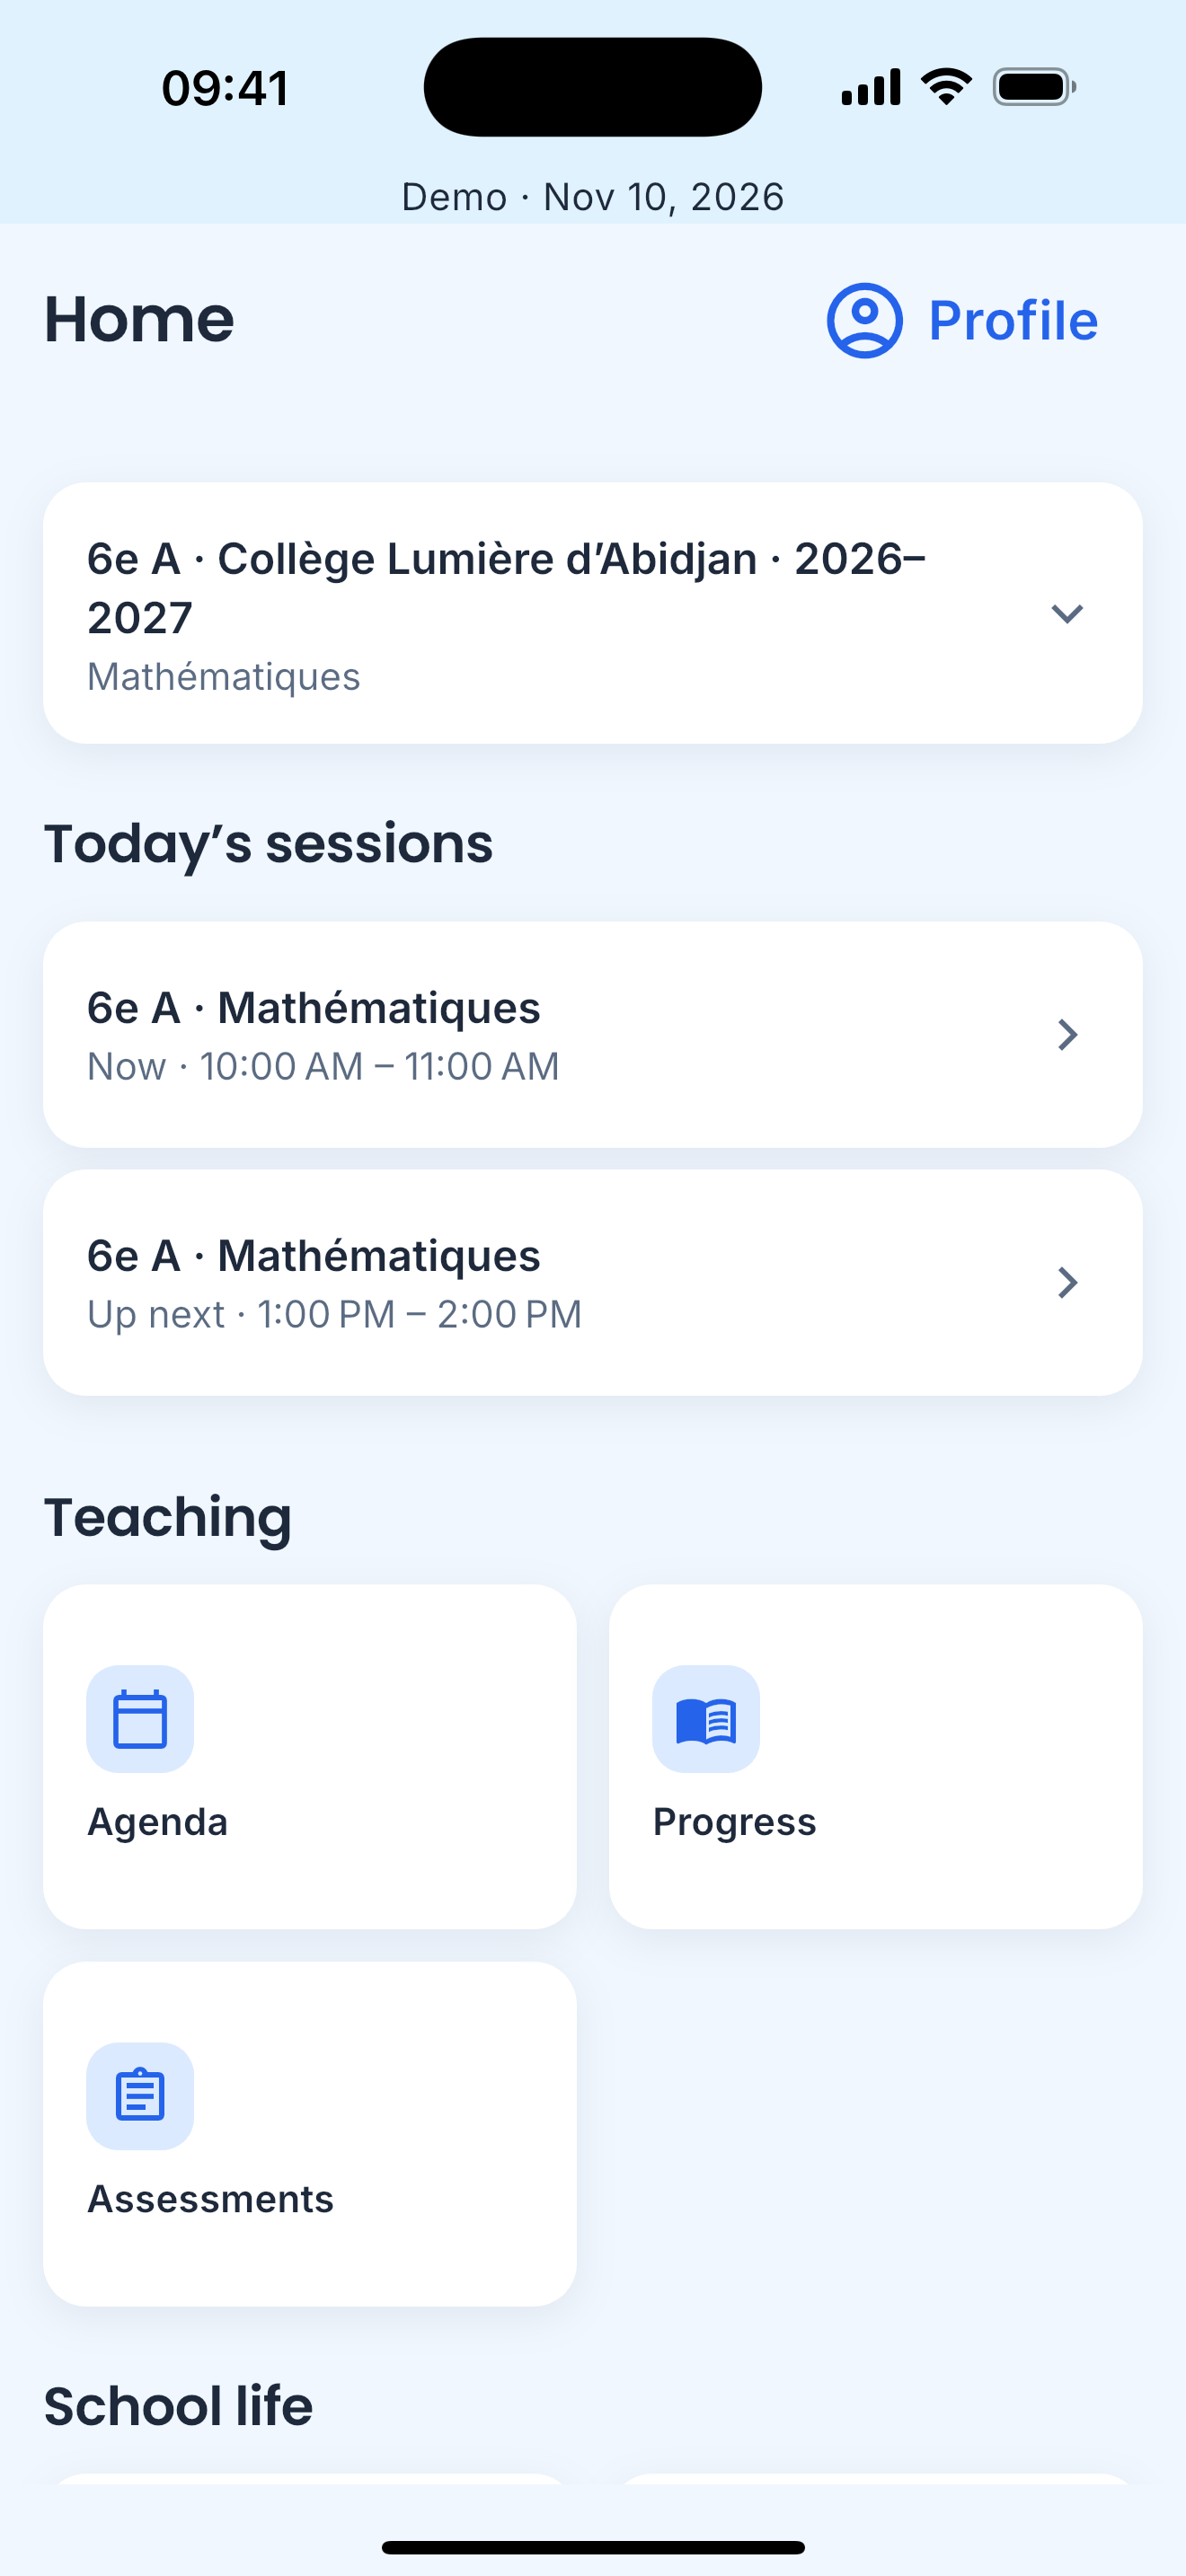 09:41
Demo · Nov 10, 2026
Home
Profile
6e A · Collège Lumière d’Abidjan · 2026–
2027
Mathématiques
Today’s sessions
6e A · Mathématiques
Now · 10:00 AM – 11:00 AM
6e A · Mathématiques
Up next · 1:00 PM – 2:00 PM
Teaching
Agenda
Progress
Assessments
School life